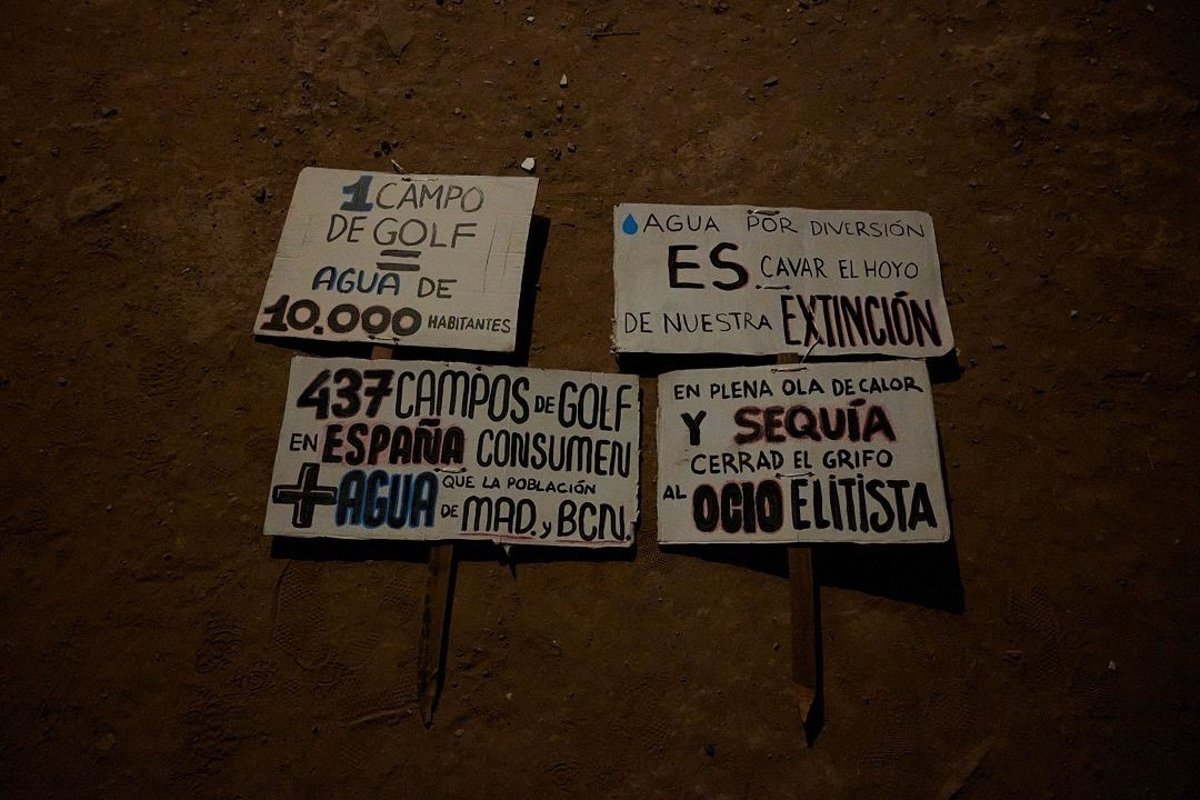 1 CAMPO
DE GOLF
=
AGUA DE
10.000 HABITANTES
AGUA POR DIVERSIÓN
ES CAVAR EL HOYO
DE NUESTRA EXTINCIÓN
437 CAMPOS DE GOLF
EN ESPAÑA CONSUMEN
+ AGUA QUE LA POBLACIÓN
DE MAD. y BCN.
EN PLENA OLA DE CALOR
Y SEQUÍA
CERRAD EL GRIFO
AL OCIO ELITISTA